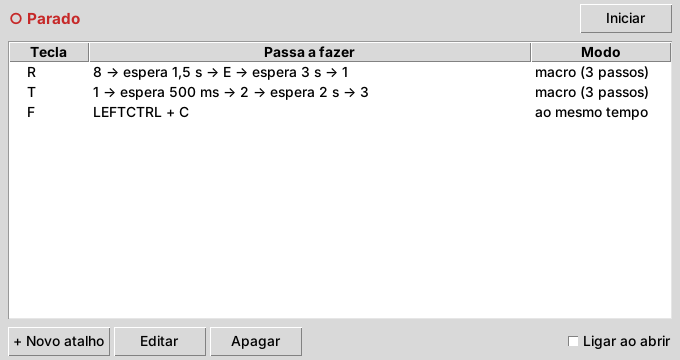 Parado
Iniciar
Tecla Passa a fazer Modo
R 8 → espera 1,5 s → E → espera 3 s → 1 macro (3 passos)
T 1 → espera 500 ms → 2 → espera 2 s → 3 macro (3 passos)
F LEFTCTRL + C ao mesmo tempo
+ Novo atalho Editar Apagar Ligar ao abrir